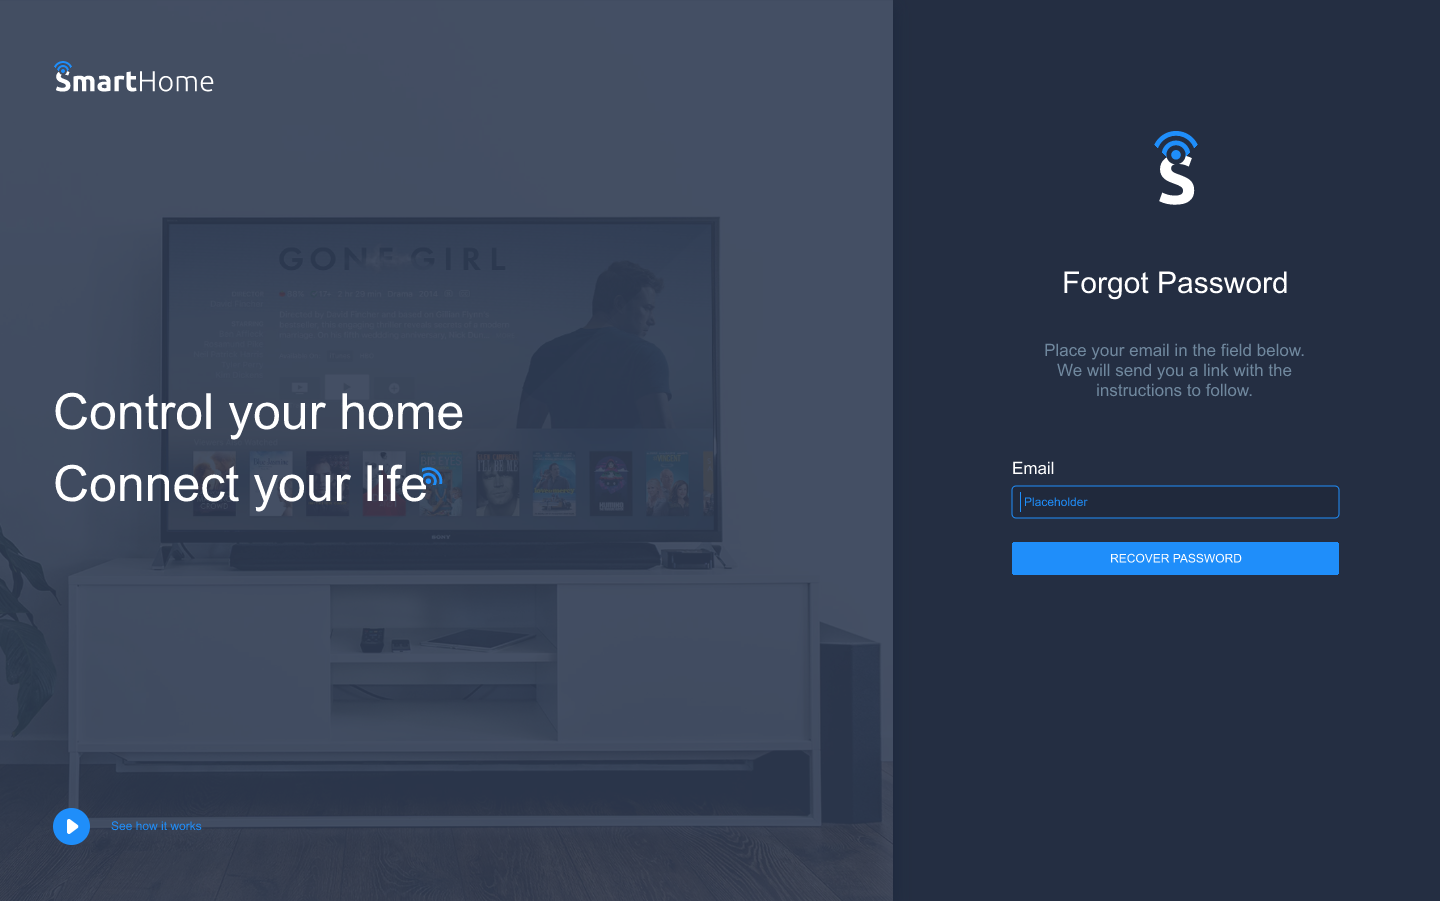 SmartHome
GONE GIRL
Control your home
Connect your life
SONY
See how it works
S
Forgot Password
Place your email in the field below.
We will send you a link with the
instructions to follow.
Email
Placeholder
RECOVER PASSWORD